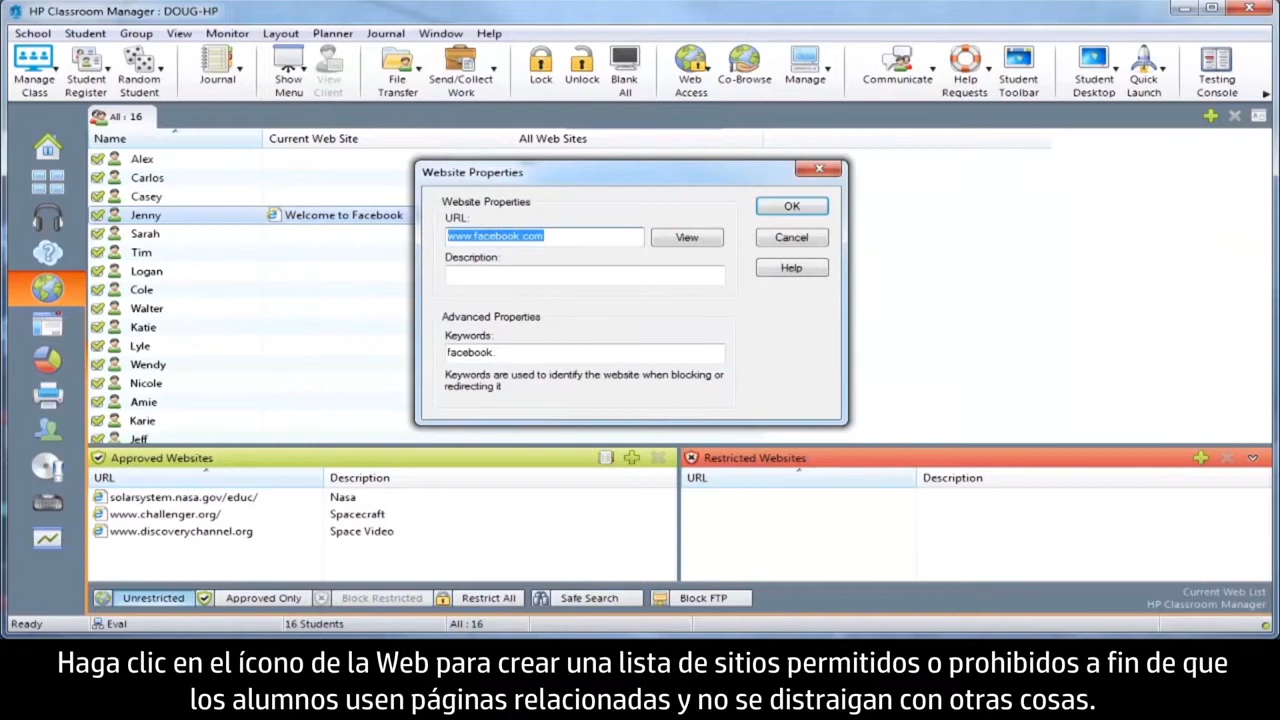 HP Classroom Manager : DOUG-HP
School Student Group View Monitor Layout Planner Journal Window Help
Manage Class
Student Register
Random Student
Journal
Show Menu
View Client
File Transfer
Send/Collect Work
Lock
Unlock
Blank All
Web Access
Co-Browse
Manage
Communicate
Help Requests
Student Toolbar
Student Desktop
Quick Launch
Testing Console
All : 16
Name Current Web Site All Web Sites
Alex
Carlos
Casey
Jenny Welcome to Facebook
Sarah
Tim
Logan
Cole
Walter
Katie
Lyle
Wendy
Nicole
Amie
Karie
Jeff
Website Properties
Website Properties
URL:
www.facebook.com
View
Description:
OK
Cancel
Help
Advanced Properties
Keywords:
facebook.
Keywords are used to identify the website when blocking or
redirecting it
Approved Websites
URL Description
solarsystem.nasa.gov/educ/ Nasa
www.challenger.org/ Spacecraft
www.discoverychannel.org Space Video
Restricted Websites
URL Description
Unrestricted Approved Only Block Restricted Restrict All Safe Search Block FTP
Current Web List
HP Classroom Manager
Ready Eval 16 Students All : 16
Haga clic en el ícono de la Web para crear una lista de sitios permitidos o prohibidos a fin de que
los alumnos usen páginas relacionadas y no se distraigan con otras cosas.